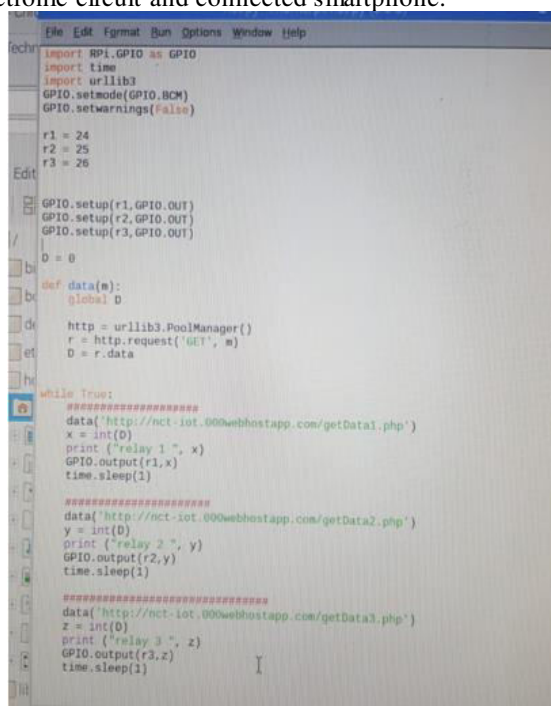 circuit and connected smartphone.
File Edit Format Run Options Window Help
import RPi.GPIO as GPIO
import time
import urllib3
GPIO.setmode(GPIO.BCM)
GPIO.setwarnings(False)
r1 = 24
r2 = 25
r3 = 26
Edit
GPIO.setup(r1,GPIO.OUT)
GPIO.setup(r2,GPIO.OUT)
GPIO.setup(r3,GPIO.OUT)
D = 0
def data(m):
global D
http = urllib3.PoolManager()
r = http.request('GET', m)
D = r.data
while True:
####################
data('http://nct-iot.000webhostapp.com/getData1.php')
x = int(D)
print ("relay 1 ", x)
GPIO.output(r1,x)
time.sleep(1)
######################
data('http://nct-iot.000webhostapp.com/getData2.php')
y = int(D)
print ("relay 2 ", y)
GPIO.output(r2,y)
time.sleep(1)
###############################
data('http://nct-iot.000webhostapp.com/getData3.php')
z = int(D)
print ("relay 3 ", z)
GPIO.output(r3,z)
time.sleep(1)